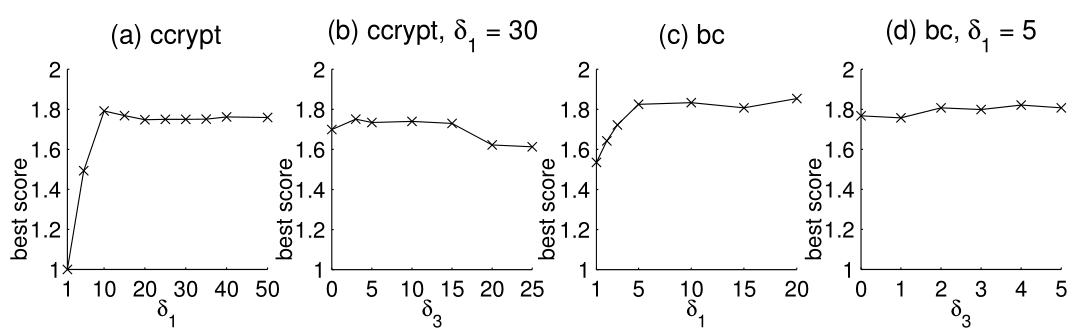 (a) ccrypt
best score
2
1.8
1.6
1.4
1.2
1
1 10 20 30 40 50
δ1
(b) ccrypt, δ1 = 30
best score
2
1.8
1.6
1.4
1.2
1
0 5 10 15 20 25
δ3
(c) bc
best score
2
1.8
1.6
1.4
1.2
1
1 5 10 15 20
δ1
(d) bc, δ1 = 5
best score
2
1.8
1.6
1.4
1.2
1
0 1 2 3 4 5
δ3